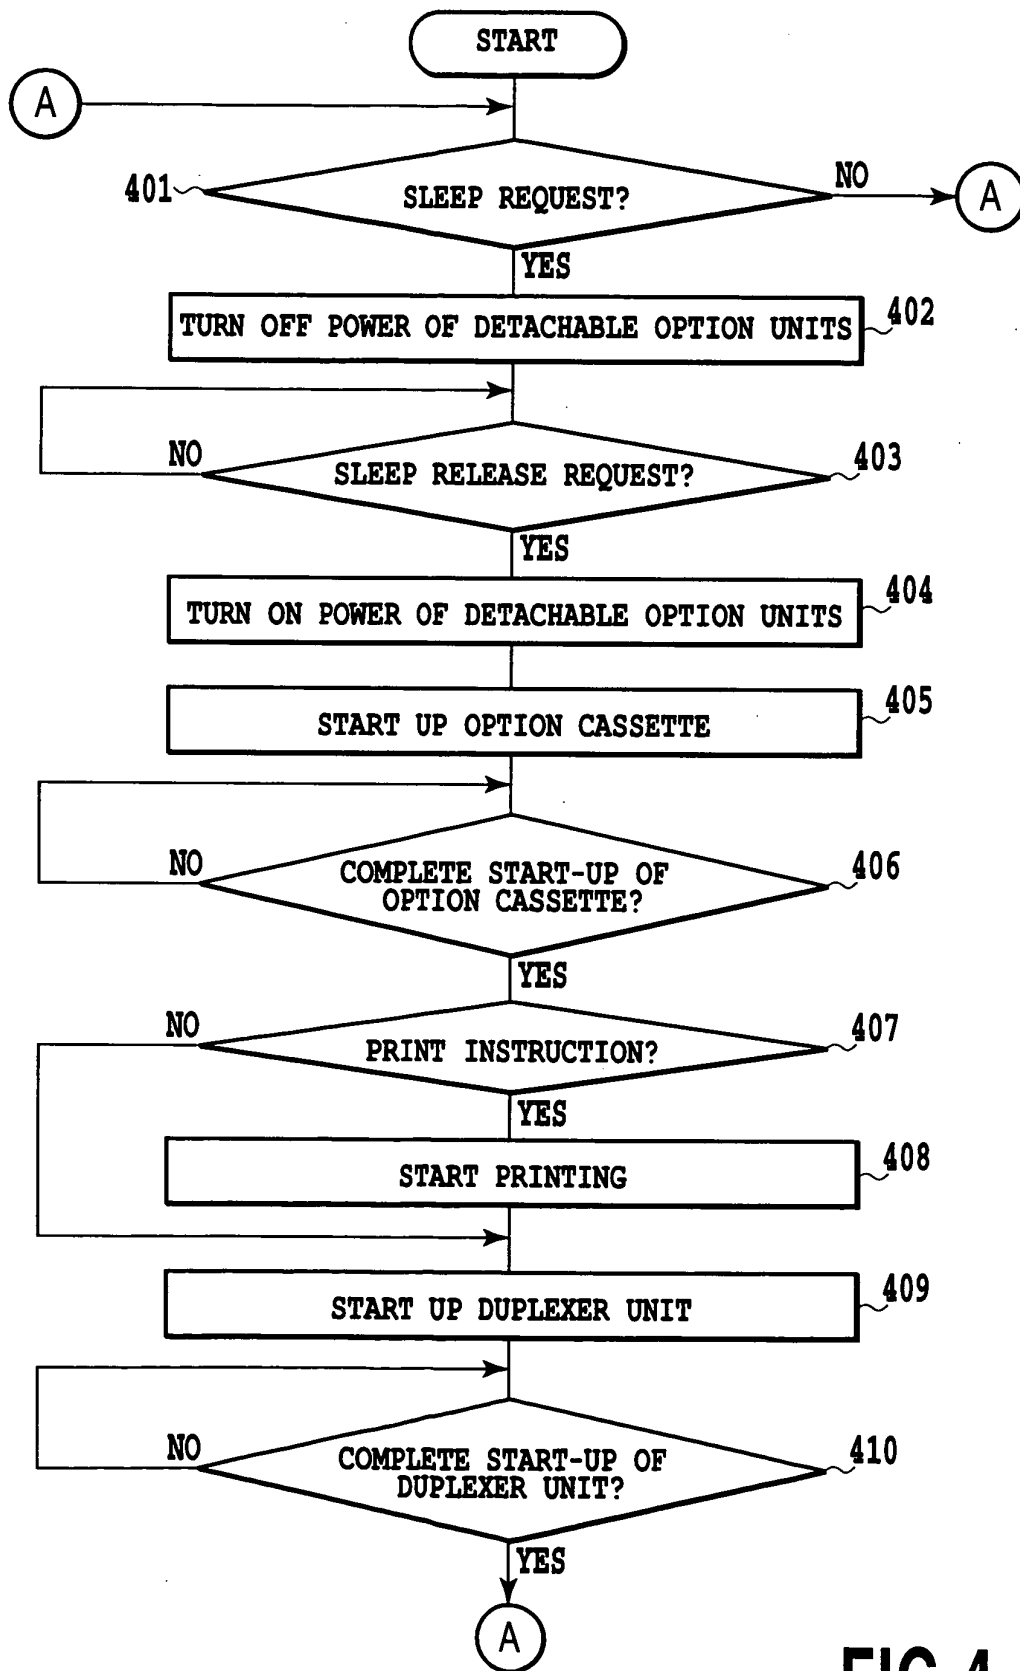 START
A
401
SLEEP REQUEST?
NO
A
YES
TURN OFF POWER OF DETACHABLE OPTION UNITS
402
NO
SLEEP RELEASE REQUEST?
403
YES
TURN ON POWER OF DETACHABLE OPTION UNITS
404
START UP OPTION CASSETTE
405
NO
COMPLETE START-UP OF
OPTION CASSETTE?
406
YES
NO
PRINT INSTRUCTION?
407
YES
START PRINTING
408
START UP DUPLEXER UNIT
409
NO
COMPLETE START-UP OF
DUPLEXER UNIT?
410
YES
A
FIG.4